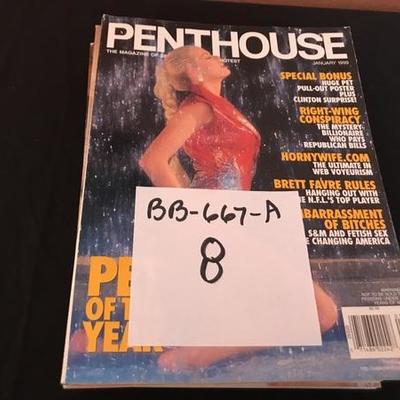 PENTHOUSE
THE MAGAZINE OF
JANUARY 1999
SPECIAL BONUS
HUGE PET
PULL-OUT POSTER
PLUS
CLINTON SURPRISE!
RIGHT-WING
CONSPIRACY
THE MYSTERY
BILLIONAIRE
WHO PAYS
REPUBLICAN BILLS
HORNYWIFE.COM
THE ULTIMATE IN
WEB VOYEURISM
BRETT FAVRE RULES
HANGING OUT WITH
THE N.F.L.'S TOP PLAYER
BARRASSMENT OF
BITCHES
S&M AND FETISH SEX
CHANGING AMERICA
BB-667-A
8
PE
OF T
YEAR